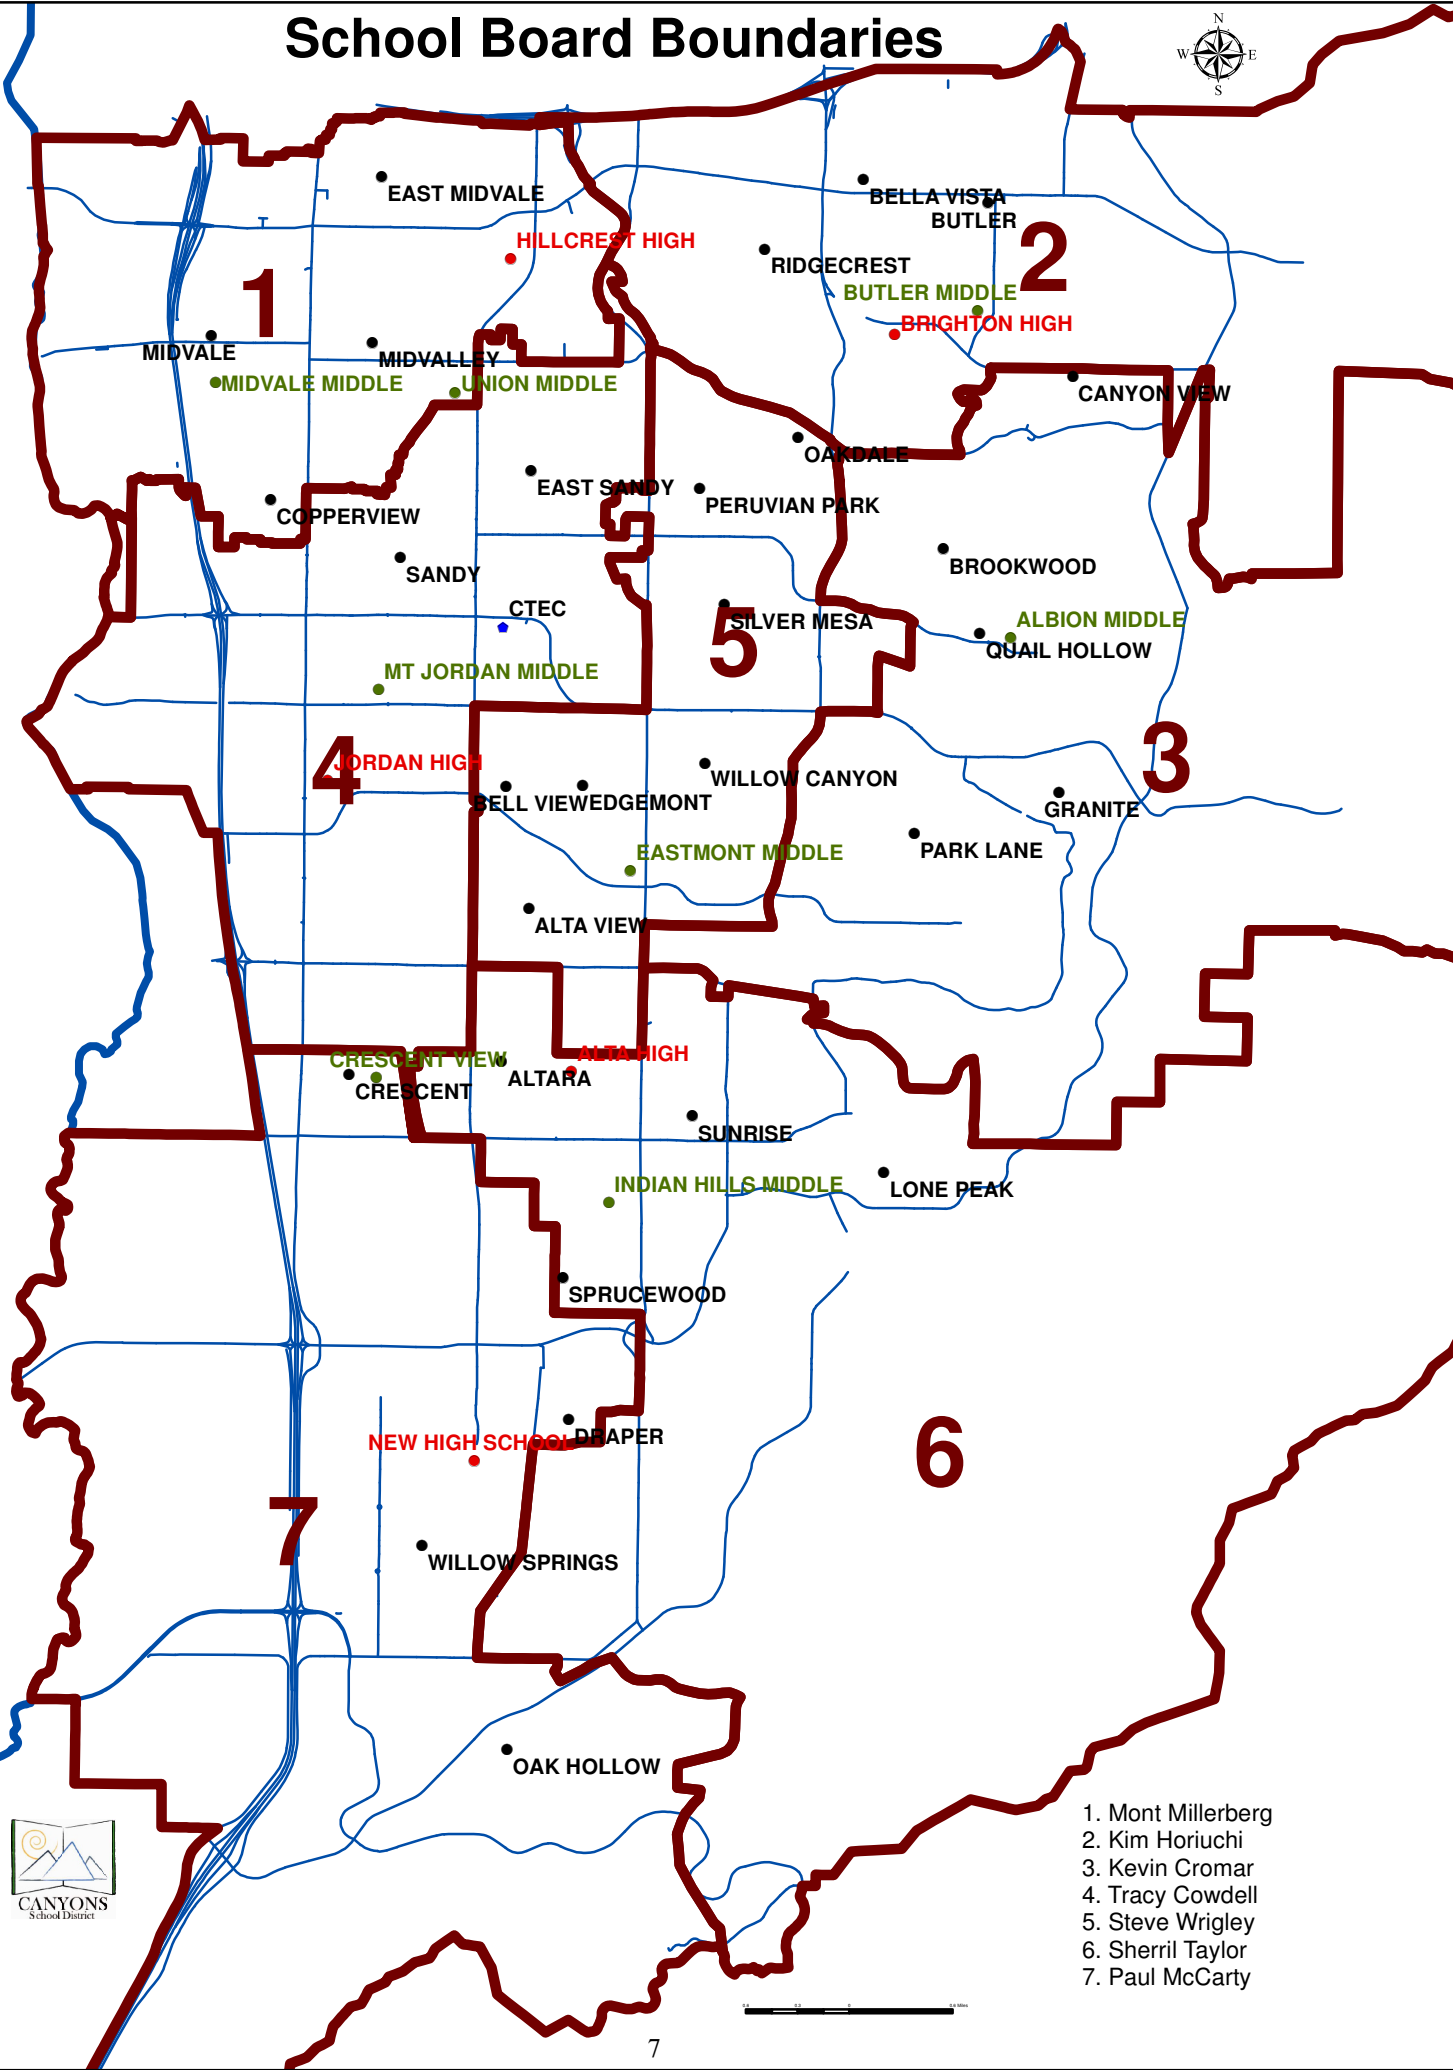 School Board Boundaries
N
W E
S
EAST MIDVALE
BELLA VISTA
BUTLER
HILLCREST HIGH
2
RIDGECREST
1
BUTLER MIDDLE
BRIGHTON HIGH
MIDVALE
MIDVALLEY
MIDVALE MIDDLE
UNION MIDDLE
CANYON VIEW
OAKDALE
EAST SANDY
PERUVIAN PARK
COPPERVIEW
SANDY
BROOKWOOD
CTEC
SILVER MESA
ALBION MIDDLE
5
QUAIL HOLLOW
MT JORDAN MIDDLE
3
JORDAN HIGH
4
WILLOW CANYON
BELL VIEW
EDGEMONT
GRANITE
EASTMONT MIDDLE
PARK LANE
ALTA VIEW
CRESCENT VIEW
ALTA HIGH
ALTARA
CRESCENT
SUNRISE
INDIAN HILLS MIDDLE
LONE PEAK
SPRUCEWOOD
DRAPER
NEW HIGH SCHOOL
6
7
WILLOW SPRINGS
OAK HOLLOW
CANYONS
School District
1. Mont Millerberg
2. Kim Horiuchi
3. Kevin Cromar
4. Tracy Cowdell
5. Steve Wrigley
6. Sherril Taylor
7. Paul McCarty
7